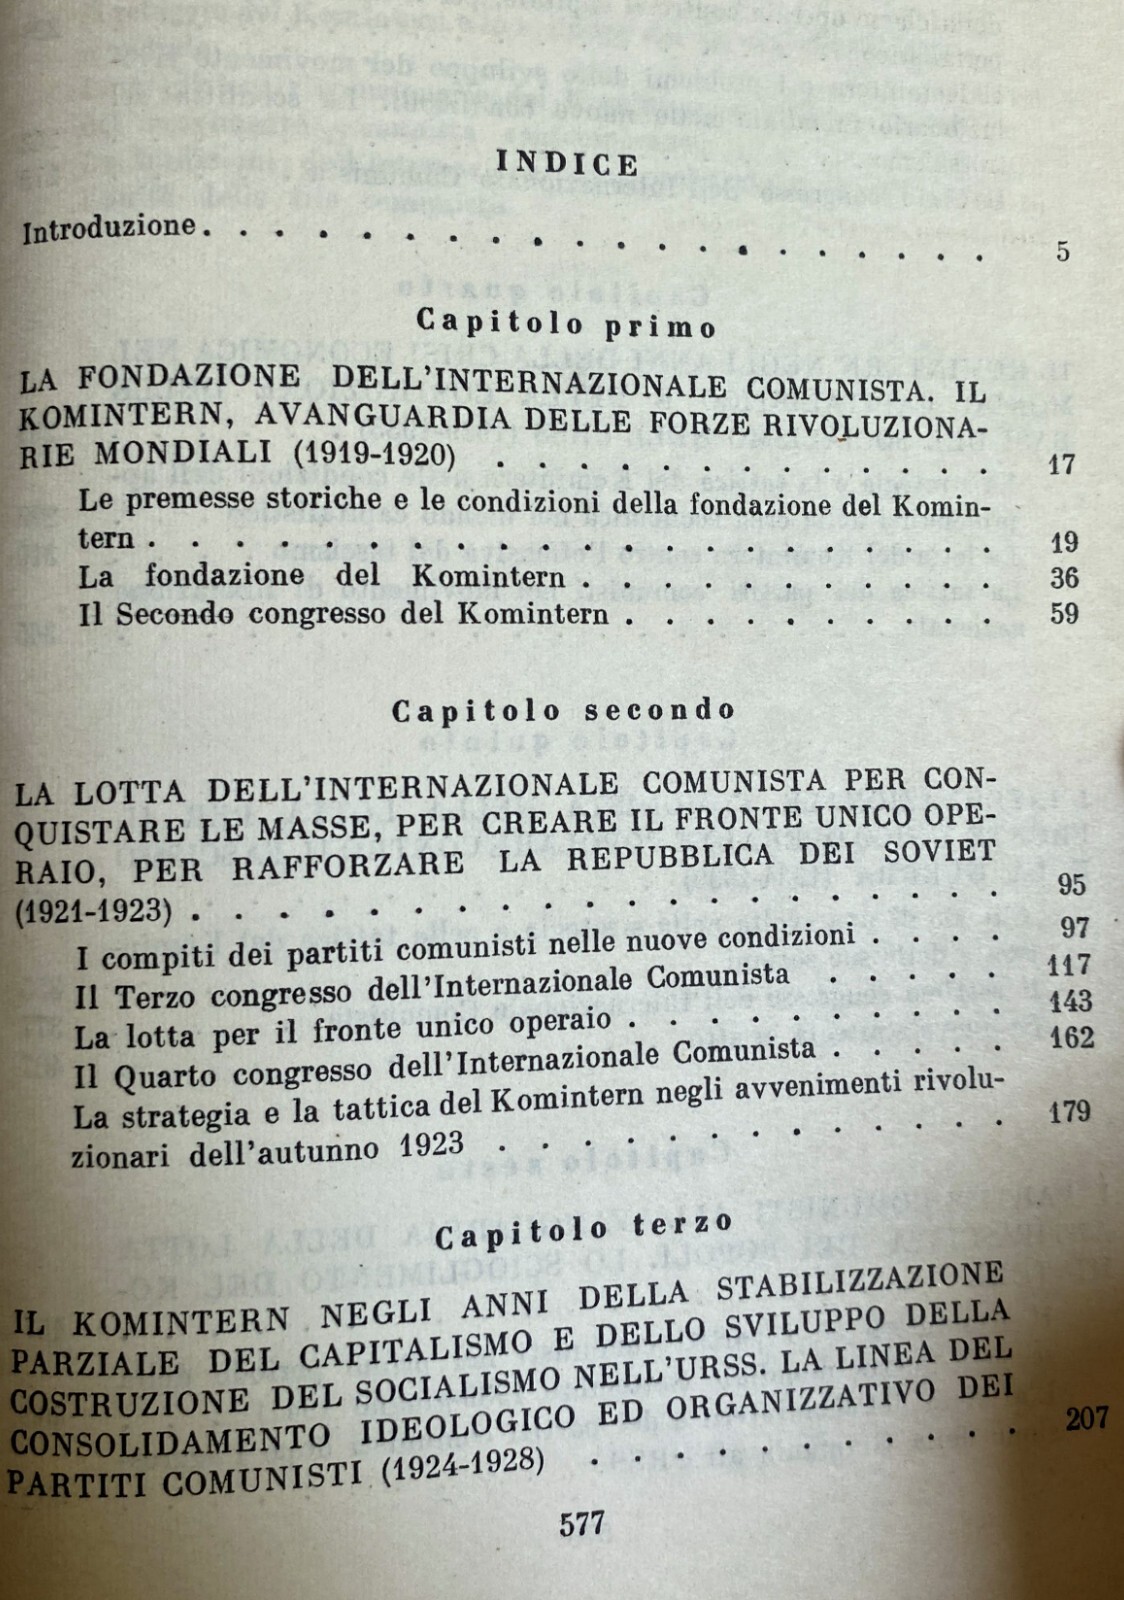 INDICE
Introduzione . . . . . . . . . . . . . . . . . . 5
Capitolo primo
LA FONDAZIONE DELL'INTERNAZIONALE COMUNISTA. IL
KOMINTERN, AVANGUARDIA DELLE FORZE RIVOLUZIONA-
RIE MONDIALI (1919-1920) . . . . . . . . . . . . 17
Le premesse storiche e le condizioni della fondazione del Komin-
tern . . . . . . . . . . . . . . . . . . . . 19
La fondazione del Komintern . . . . . . . . . . 36
Il Secondo congresso del Komintern . . . . . . . . . 59
Capitolo secondo
LA LOTTA DELL'INTERNAZIONALE COMUNISTA PER CON-
QUISTARE LE MASSE, PER CREARE IL FRONTE UNICO OPE-
RAIO, PER RAFFORZARE LA REPUBBLICA DEI SOVIET
(1921-1923) . . . . . . . . . . . . . . . . . . 95
I compiti dei partiti comunisti nelle nuove condizioni . . . . 97
Il Terzo congresso dell'Internazionale Comunista . . . . . 117
La lotta per il fronte unico operaio . . . . . . . . . . 143
Il Quarto congresso dell'Internazionale Comunista . . . . . 162
La strategia e la tattica del Komintern negli avvenimenti rivolu-
zionari dell'autunno 1923 . . . . . . . . . . . . 179
Capitolo terzo
IL KOMINTERN NEGLI ANNI DELLA STABILIZZAZIONE
PARZIALE DEL CAPITALISMO E DELLO SVILUPPO DELLA
COSTRUZIONE DEL SOCIALISMO NELL'URSS. LA LINEA DEL
CONSOLIDAMENTO IDEOLOGICO ED ORGANIZZATIVO DEI
PARTITI COMUNISTI (1924-1928) . . . . . . . . . . 207
577